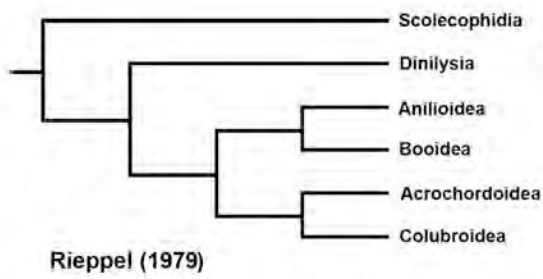 Scolecophidia
Dinilysia
Anilioidea
Booidea
Acrochordoidea
Colubroidea
Rieppel (1979)